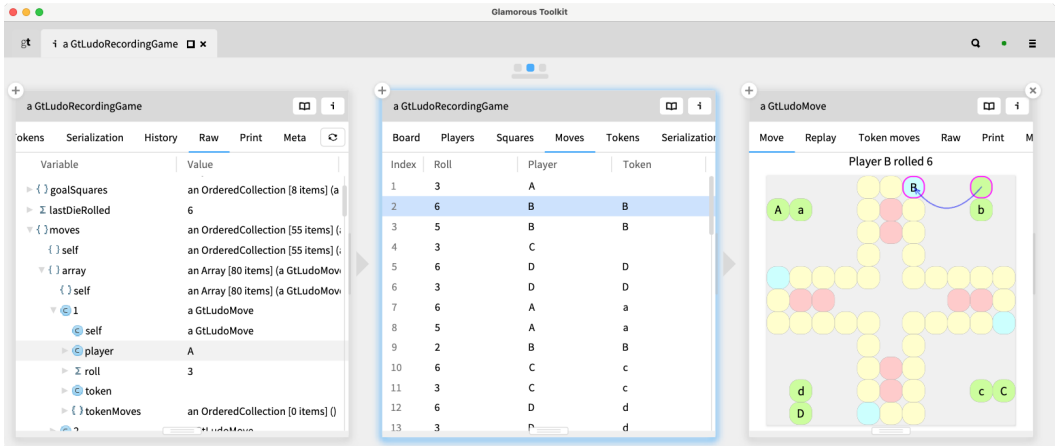 Glamorous Toolkit
gt
i a GtLudoRecordingGame
a GtLudoRecordingGame
i
okens Serialization History Raw Print Meta
Variable Value
{ } goalSquares an OrderedCollection [8 items] (a
Σ lastDieRolled 6
{ } moves an OrderedCollection [55 items] (
{ } self an OrderedCollection [55 items] (
{ } array an Array [80 items] (a GtLudoMov
{ } self an Array [80 items] (a GtLudoMov
C 1 a GtLudoMove
C self a GtLudoMove
C player A
Σ roll 3
C token
{ } tokenMoves an OrderedCollection [0 items] ()
a GtLudoRecordingGame
i
Board Players Squares Moves Tokens Serialization
Index Roll Player Token
1 3 A
2 6 B B
3 5 B B
4 3 C
5 6 D D
6 3 D D
7 6 A a
8 5 A a
9 2 B B
10 6 C c
11 3 C c
12 6 D d
13 3 D d
a GtLudoMove
i
Move Replay Token moves Raw Print M
Player B rolled 6
B
A a b
d c C
D